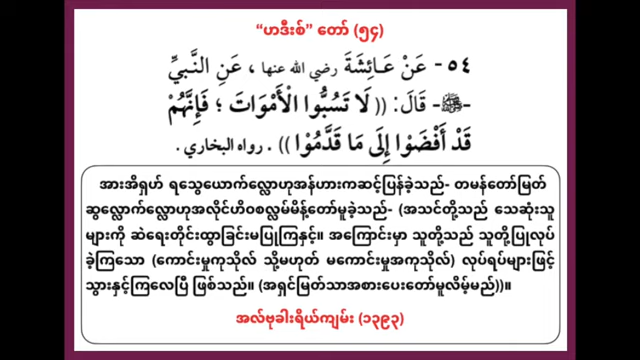 “ဟဒီးစ်” တော် (၅၄)
٥٤ - عَنْ عَائِشَةَ رضي الله عنها ، عَنِ النَّبِيِّ
-ﷺ- قَالَ: (( لَا تَسُبُّوا الْأَمْوَاتَ ؛ فَإِنَّهُمْ
قَدْ أَفْضَوْا إِلَى مَا قَدَّمُوْا )) . رواه البخاري .
အားအိရှဟ် ရသွေယောက်လ္လောဟုအန်ဟားကဆင့်ပြန်ခဲ့သည်- တမန်တော်မြတ်
ဆွလ္လောက်လ္လောဟုအလိုင်ဟိဝစလ္လမ်မိန့်တော်မူခဲ့သည်- (အသင်တို့သည် သေဆုံးသူ
များကို ဆဲရေးတိုင်းထွာခြင်းမပြုကြနှင့်။ အကြောင်းမှာ သူတို့သည် သူတို့ပြုလုပ်
ခဲ့ကြသော (ကောင်းမှုကုသိုလ် သို့မဟုတ် မကောင်းမှုအကုသိုလ်) လုပ်ရပ်များဖြင့်
သွားနှင့်ကြလေပြီ ဖြစ်သည်။ (အရှင်မြတ်သာအစားပေးတော်မူလိမ့်မည်))။
အလ်ဗုခါးရီယ်ကျမ်း (၁၃၉၃)